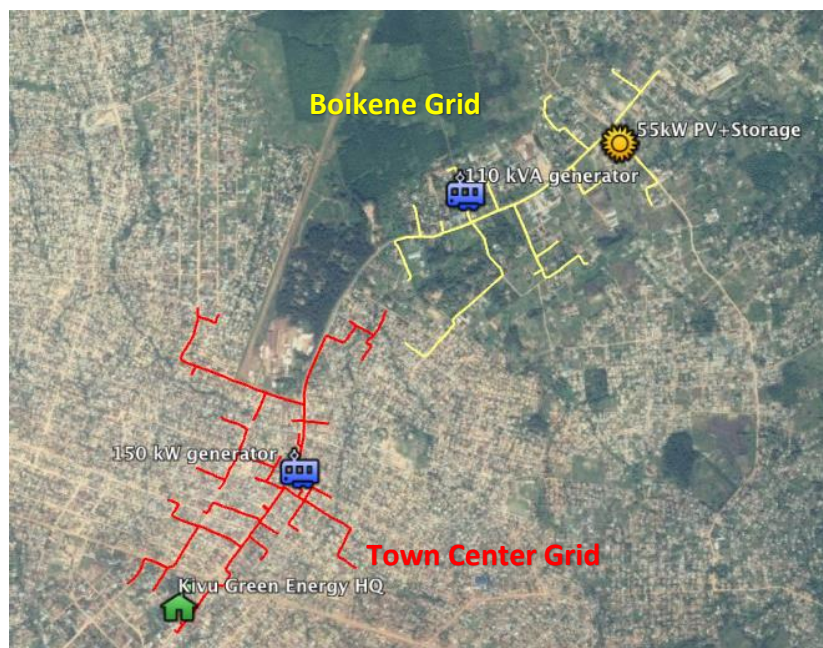 Boikene Grid
55kW PV+Storage
110 kVA generator
150 kW generator
Town Center Grid
Kivu Green Energy HQ